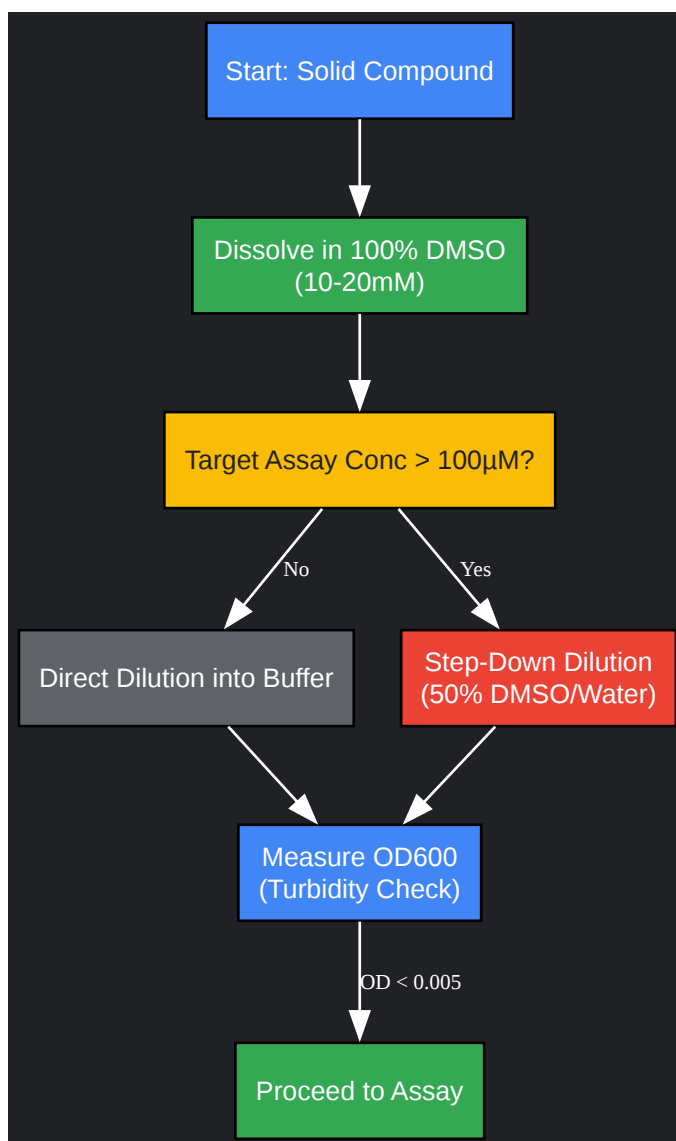 Start: Solid Compound
Dissolve in 100% DMSO
(10-20mM)
Target Assay Conc > 100µM?
No
Yes
Direct Dilution into Buffer
Step-Down Dilution
(50% DMSO/Water)
Measure OD600
(Turbidity Check)
OD < 0.005
Proceed to Assay